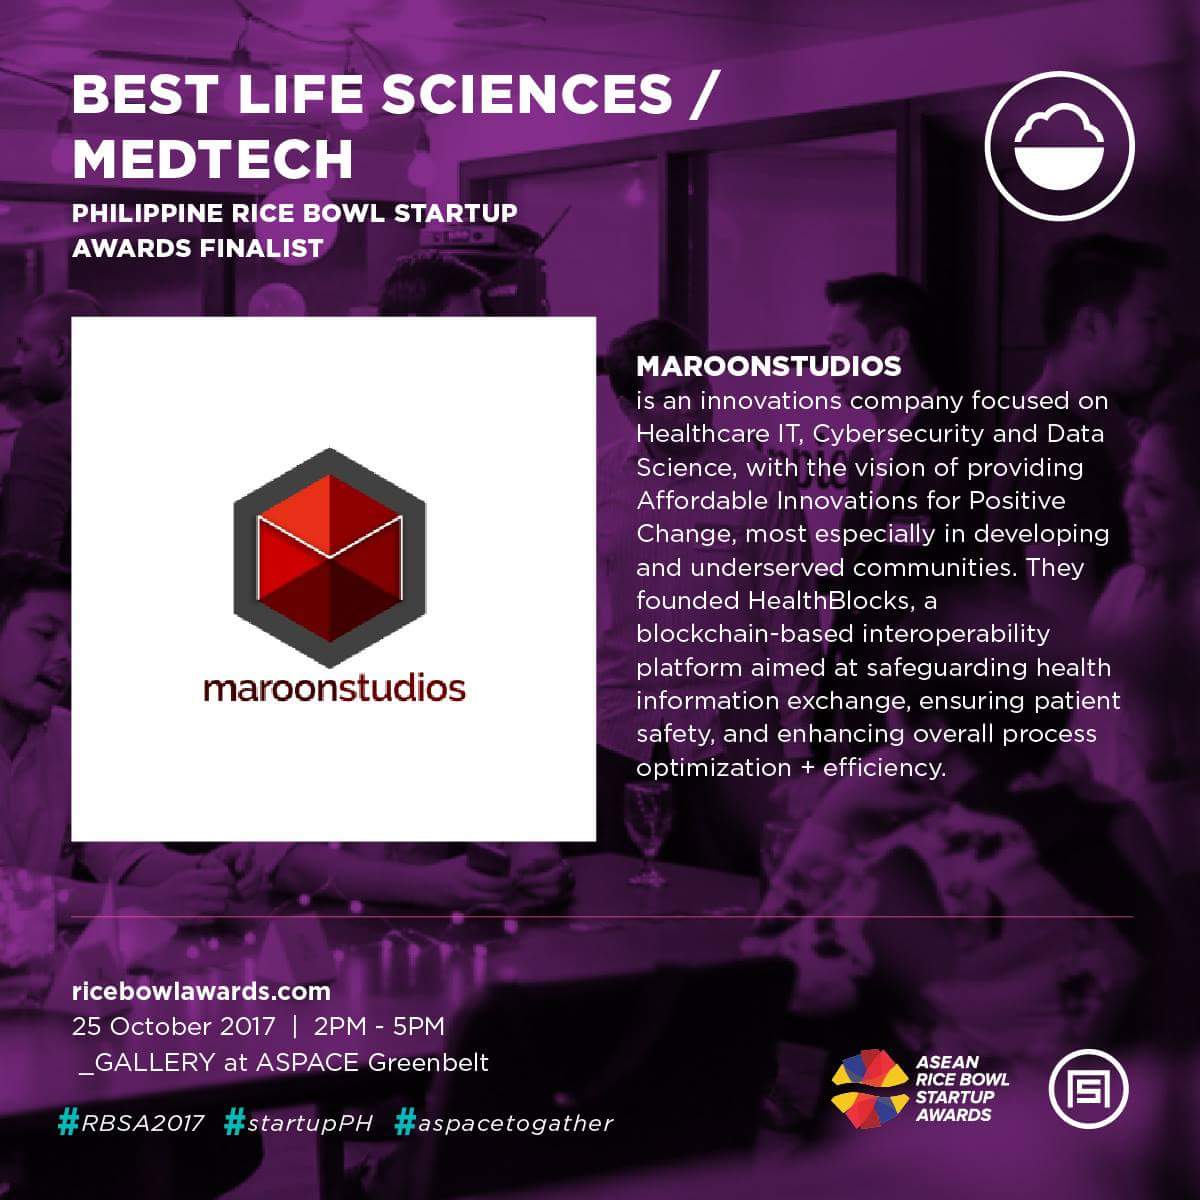 BEST LIFE SCIENCES /
MEDTECH
PHILIPPINE RICE BOWL STARTUP
AWARDS FINALIST
maroonstudios
MAROONSTUDIOS
is an innovations company focused on
Healthcare IT, Cybersecurity and Data
Science, with the vision of providing
Affordable Innovations for Positive
Change, most especially in developing
and underserved communities. They
founded HealthBlocks, a
blockchain-based interoperability
platform aimed at safeguarding health
information exchange, ensuring patient
safety, and enhancing overall process
optimization + efficiency.
ricebowlawards.com
25 October 2017 | 2PM - 5PM
_GALLERY at ASPACE Greenbelt
#RBSA2017 #startupPH #aspacetogather
ASEAN
RICE BOWL
STARTUP
AWARDS